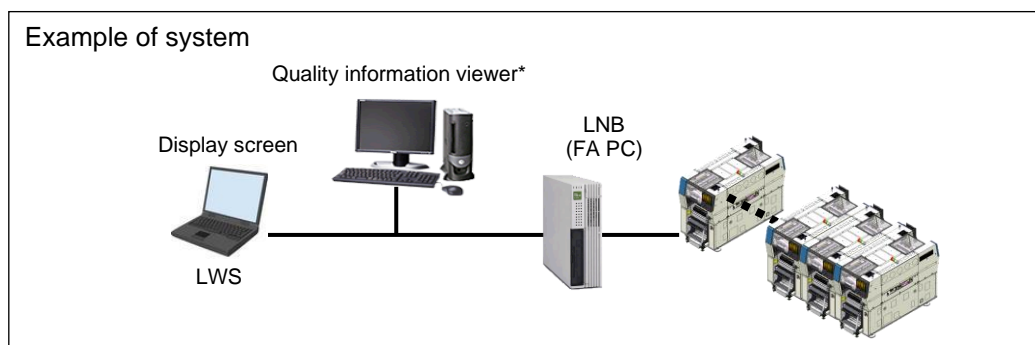 Example of system
Quality information viewer*
LNB
(FA PC)
Display screen
LWS